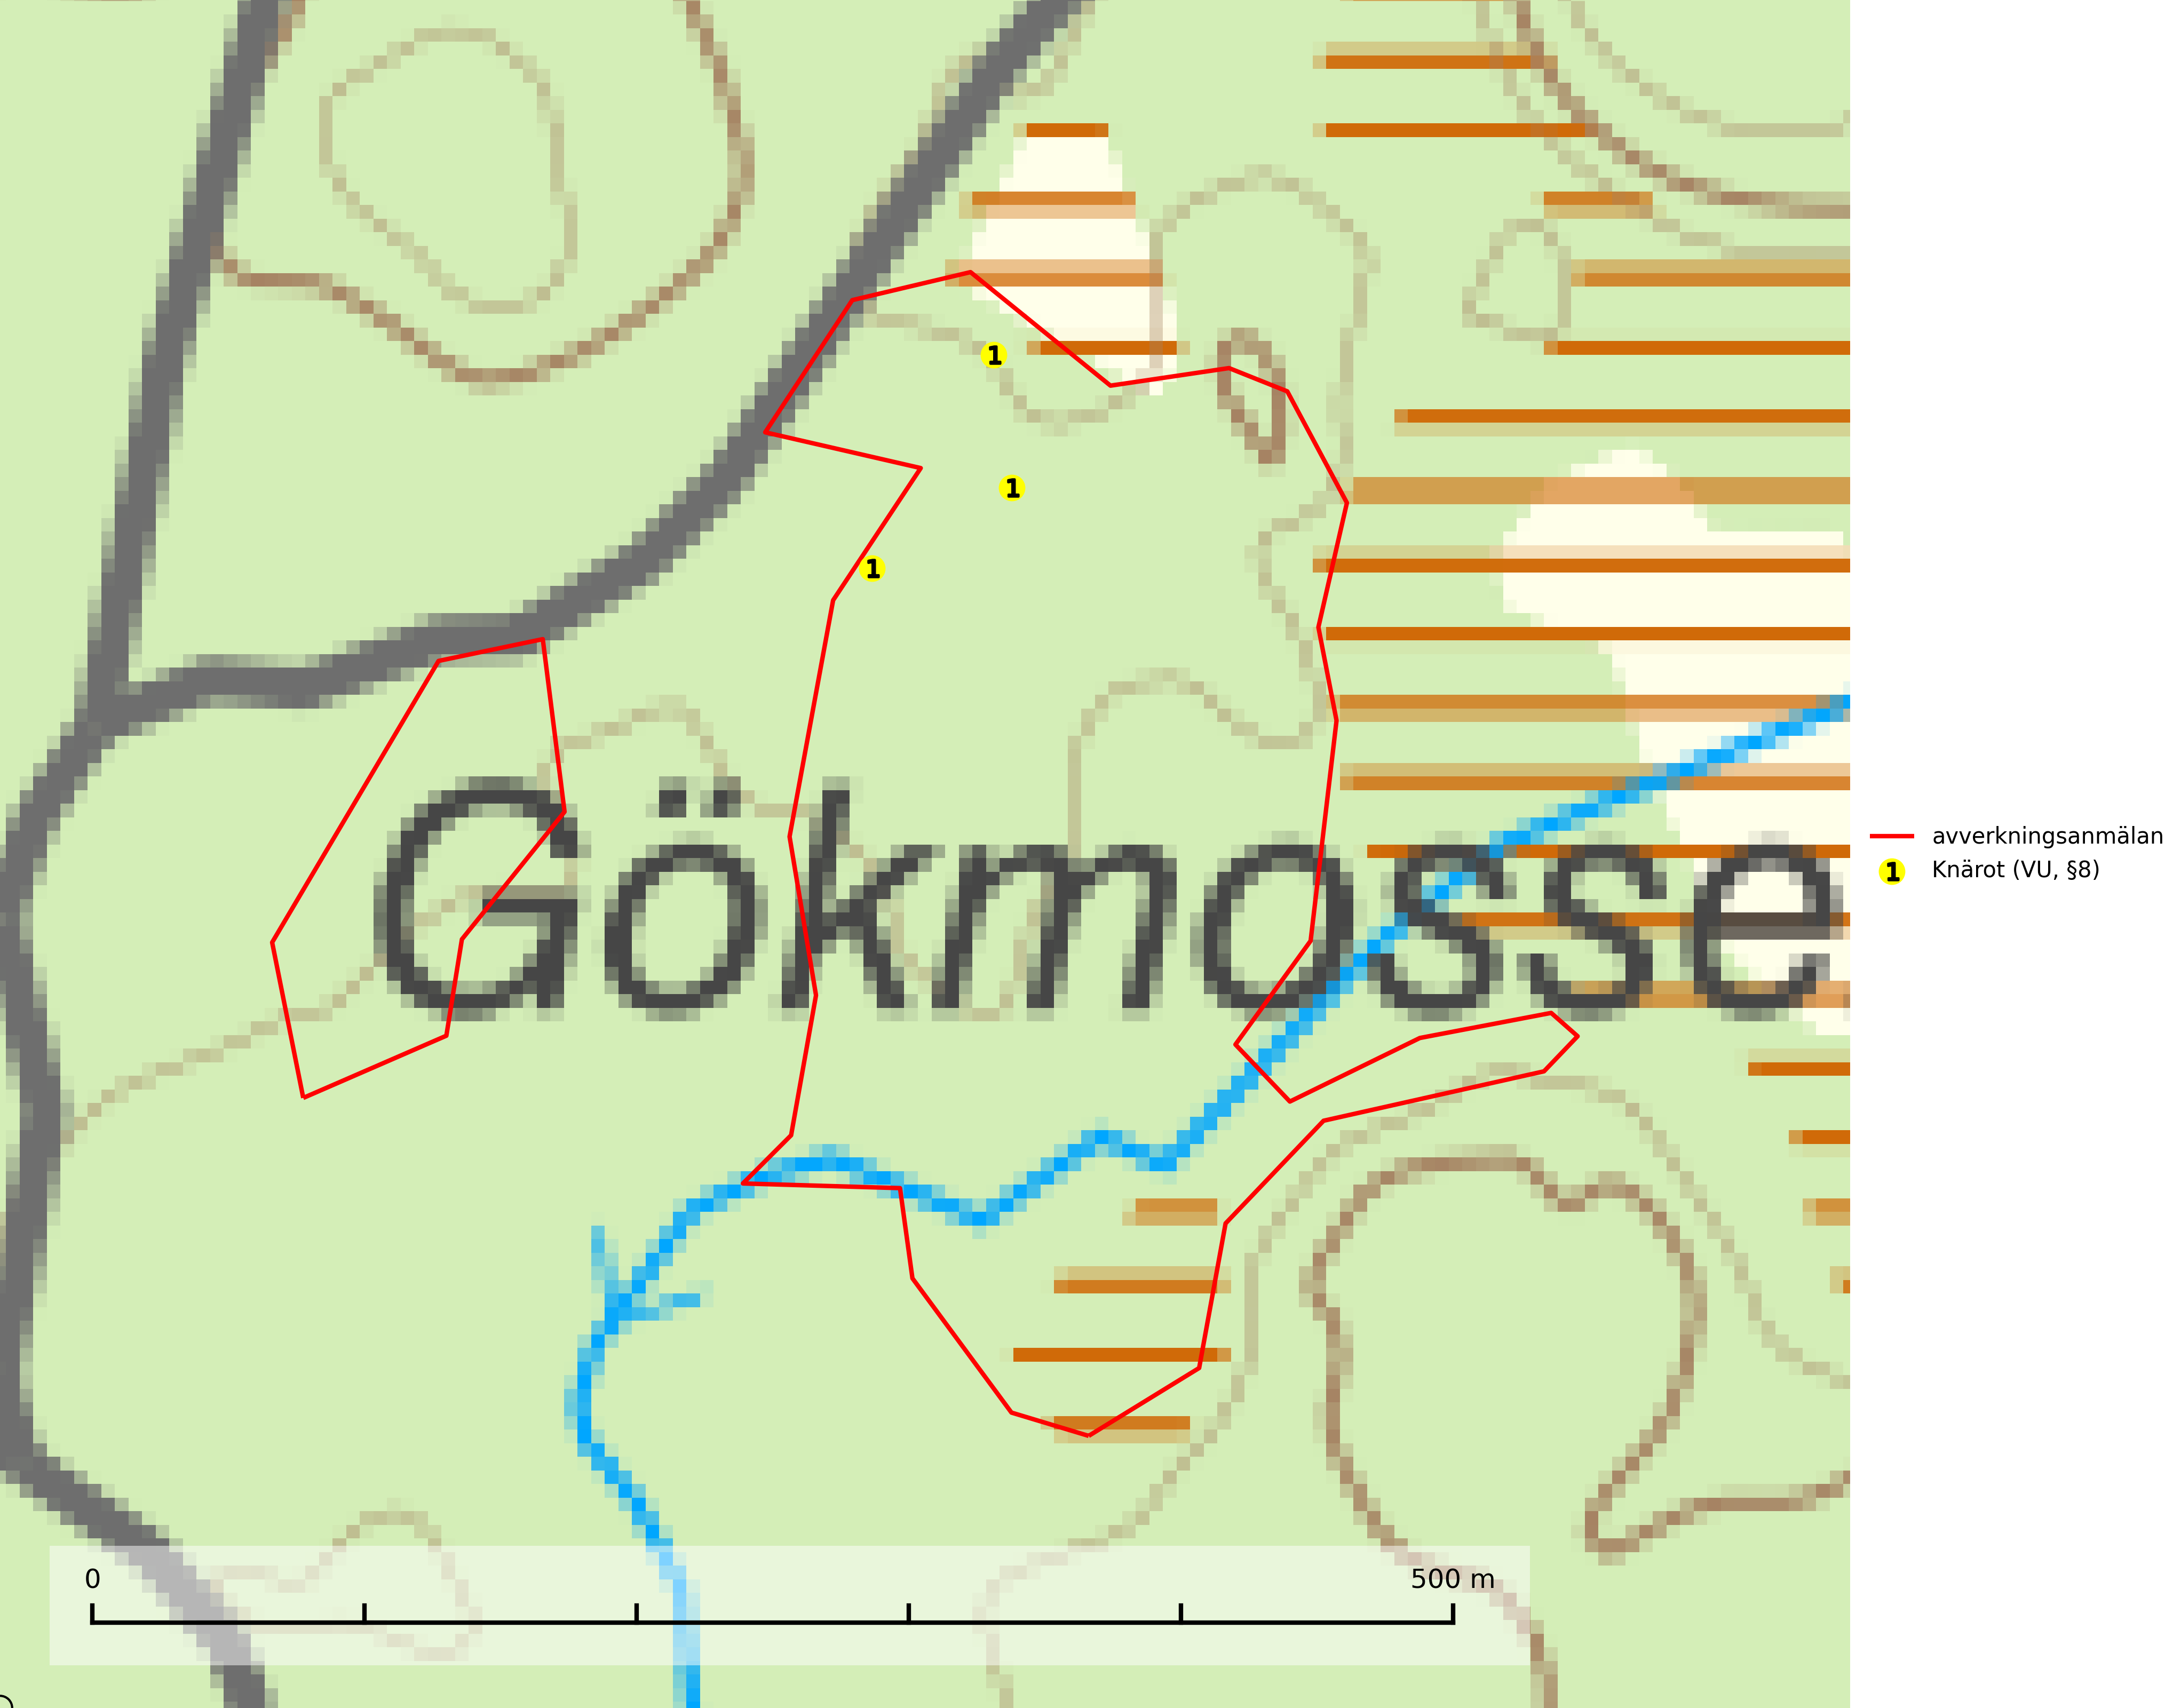 1
1
1
Gökmosse
avverkningsanmälan
1 Knärot (VU, §8)
0 500 m